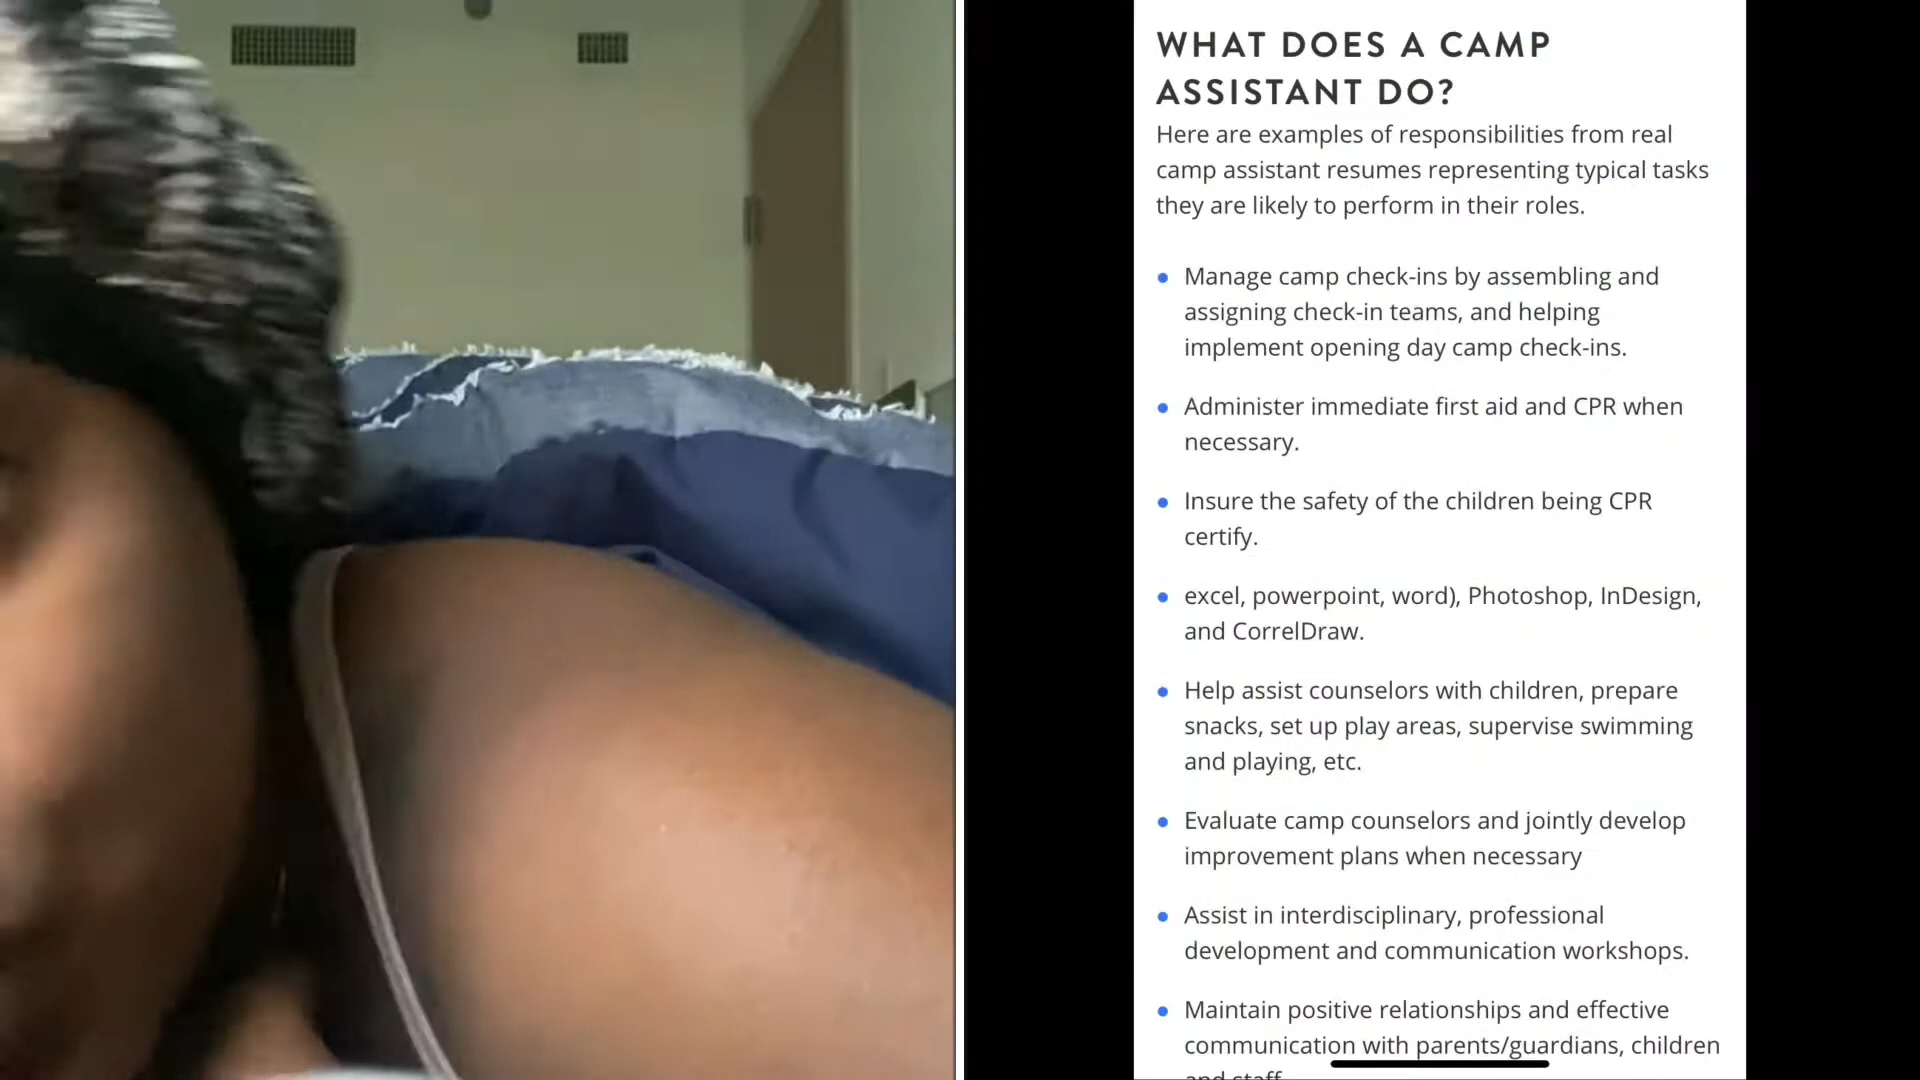 WHAT DOES A CAMP
ASSISTANT DO?
Here are examples of responsibilities from real
camp assistant resumes representing typical tasks
they are likely to perform in their roles.
• Manage camp check-ins by assembling and
assigning check-in teams, and helping
implement opening day camp check-ins.
• Administer immediate first aid and CPR when
necessary.
• Insure the safety of the children being CPR
certify.
• excel, powerpoint, word), Photoshop, InDesign,
and CorrelDraw.
• Help assist counselors with children, prepare
snacks, set up play areas, supervise swimming
and playing, etc.
• Evaluate camp counselors and jointly develop
improvement plans when necessary
• Assist in interdisciplinary, professional
development and communication workshops.
• Maintain positive relationships and effective
communication with parents/guardians, children
and staff